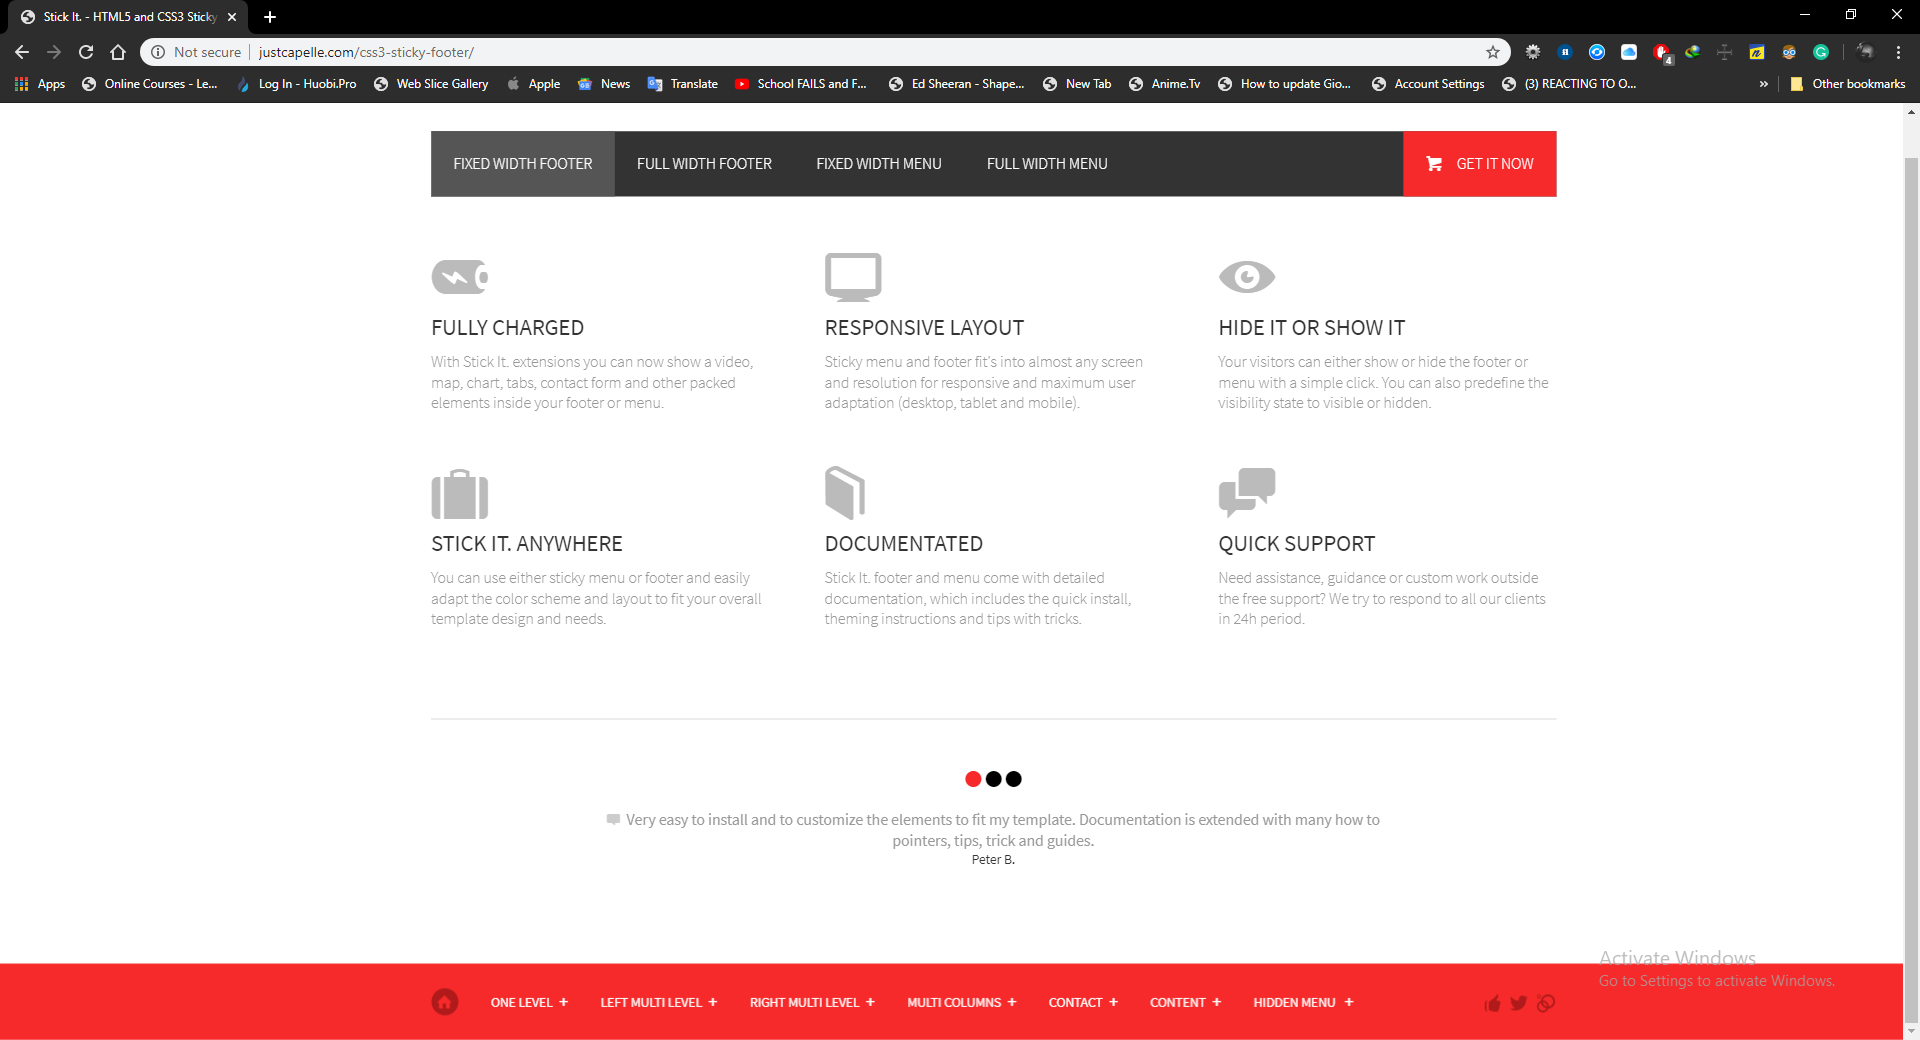 Stick It. - HTML5 and CSS3 Sticky
Not secure
justcapelle.com/css3-sticky-footer/
4
Apps
Online Courses - Le...
Log In - Huobi.Pro
Web Slice Gallery
Apple
News
Translate
School FAILS and F...
Ed Sheeran - Shape...
New Tab
Anime.Tv
How to update Gio...
Account Settings
(3) REACTING TO O...
»
Other bookmarks
FIXED WIDTH FOOTER
FULL WIDTH FOOTER
FIXED WIDTH MENU
FULL WIDTH MENU
GET IT NOW
FULLY CHARGED
With Stick It. extensions you can now show a video,
map, chart, tabs, contact form and other packed
elements inside your footer or menu.
RESPONSIVE LAYOUT
Sticky menu and footer fit's into almost any screen
and resolution for responsive and maximum user
adaptation (desktop, tablet and mobile).
HIDE IT OR SHOW IT
Your visitors can either show or hide the footer or
menu with a simple click. You can also predefine the
visibility state to visible or hidden.
STICK IT. ANYWHERE
You can use either sticky menu or footer and easily
adapt the color scheme and layout to fit your overall
template design and needs.
DOCUMENTATED
Stick It. footer and menu come with detailed
documentation, which includes the quick install,
theming instructions and tips with tricks.
QUICK SUPPORT
Need assistance, guidance or custom work outside
the free support? We try to respond to all our clients
in 24h period.
Very easy to install and to customize the elements to fit my template. Documentation is extended with many how to
pointers, tips, trick and guides.
Peter B.
Activate Windows
Go to Settings to activate Windows.
ONE LEVEL +
LEFT MULTI LEVEL +
RIGHT MULTI LEVEL +
MULTI COLUMNS +
CONTACT +
CONTENT +
HIDDEN MENU +